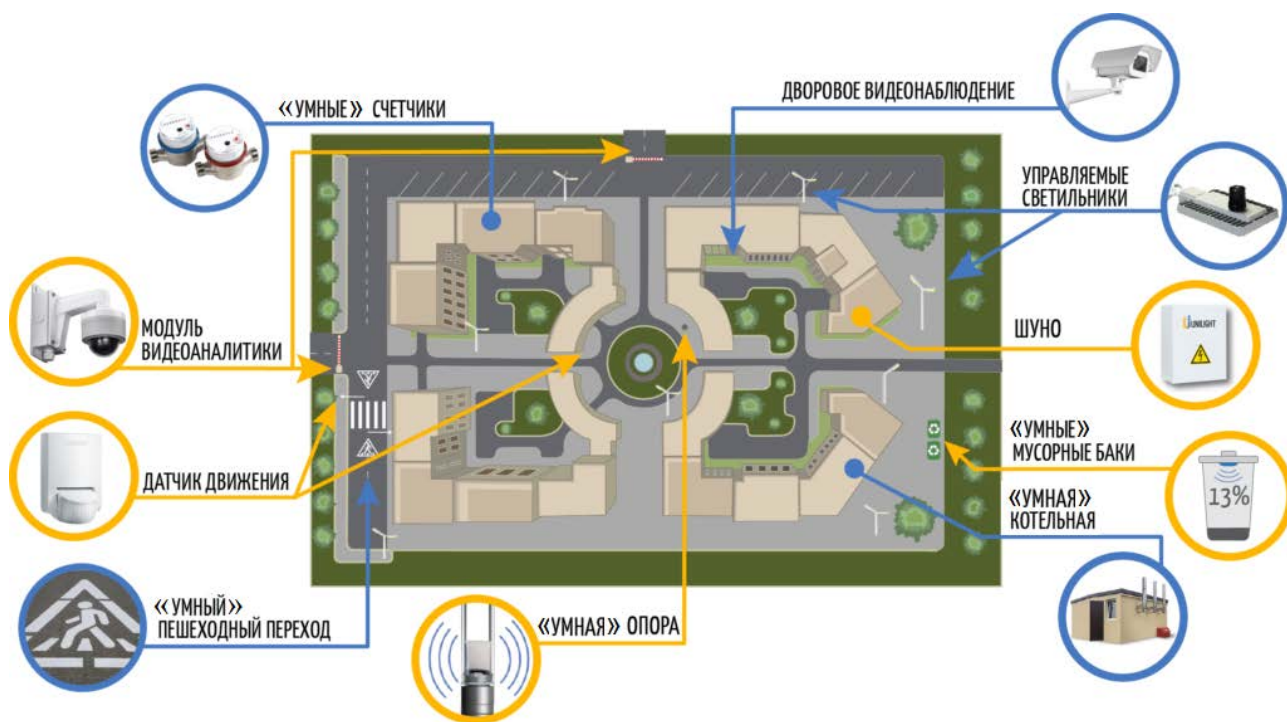 «УМНЫЕ» СЧЕТЧИКИ
ДВОРОВОЕ ВИДЕОНАБЛЮДЕНИЕ
УПРАВЛЯЕМЫЕ
СВЕТИЛЬНИКИ
МОДУЛЬ
ВИДЕОАНАЛИТИКИ
ШУНО
UNILIGHT
«УМНЫЕ»
МУСОРНЫЕ БАКИ
13%
ДАТЧИК ДВИЖЕНИЯ
«УМНАЯ»
КОТЕЛЬНАЯ
«УМНЫЙ»
ПЕШЕХОДНЫЙ ПЕРЕХОД
«УМНАЯ» ОПОРА